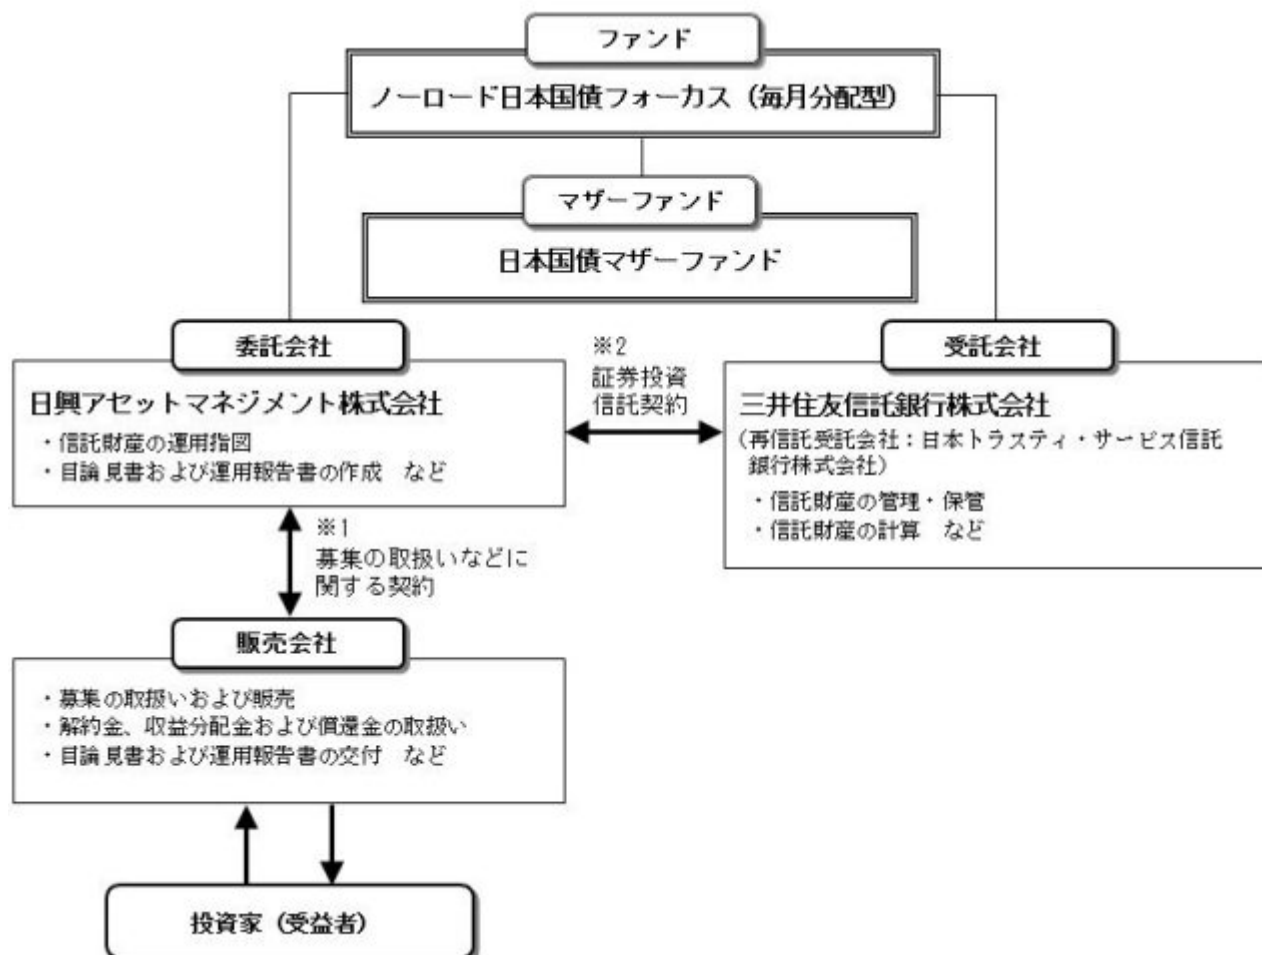 ファンド
ノーロード日本国債フォーカス（毎月分配型）
マザーファンド
日本国債マザーファンド
委託会社
日興アセットマネジメント株式会社
・信託財産の運用指図
・目論見書および運用報告書の作成　など
※2
証券投資
信託契約
受託会社
三井住友信託銀行株式会社
（再信託受託会社：日本トラスティ・サービス信託
銀行株式会社）
・信託財産の管理・保管
・信託財産の計算　など
※1
募集の取扱いなどに
関する契約
販売会社
・募集の取扱いおよび販売
・解約金、収益分配金および償還金の取扱い
・目論見書および運用報告書の交付　など
投資家（受益者）